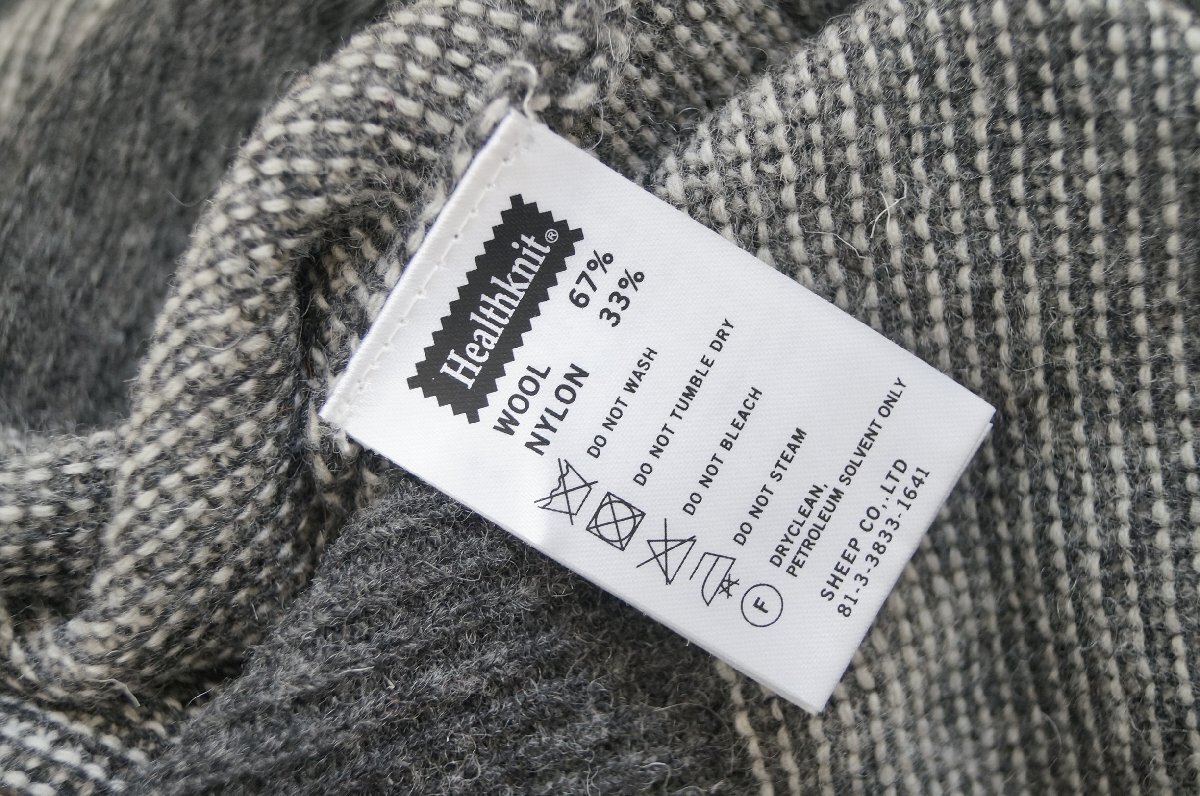 Healthknit®
WOOL 67%
NYLON 33%
DO NOT WASH
DO NOT TUMBLE DRY
DO NOT BLEACH
DO NOT STEAM
F
DRYCLEAN,
PETROLEUM SOLVENT ONLY
SHEEP CO,.LTD
81-3-3833-1641